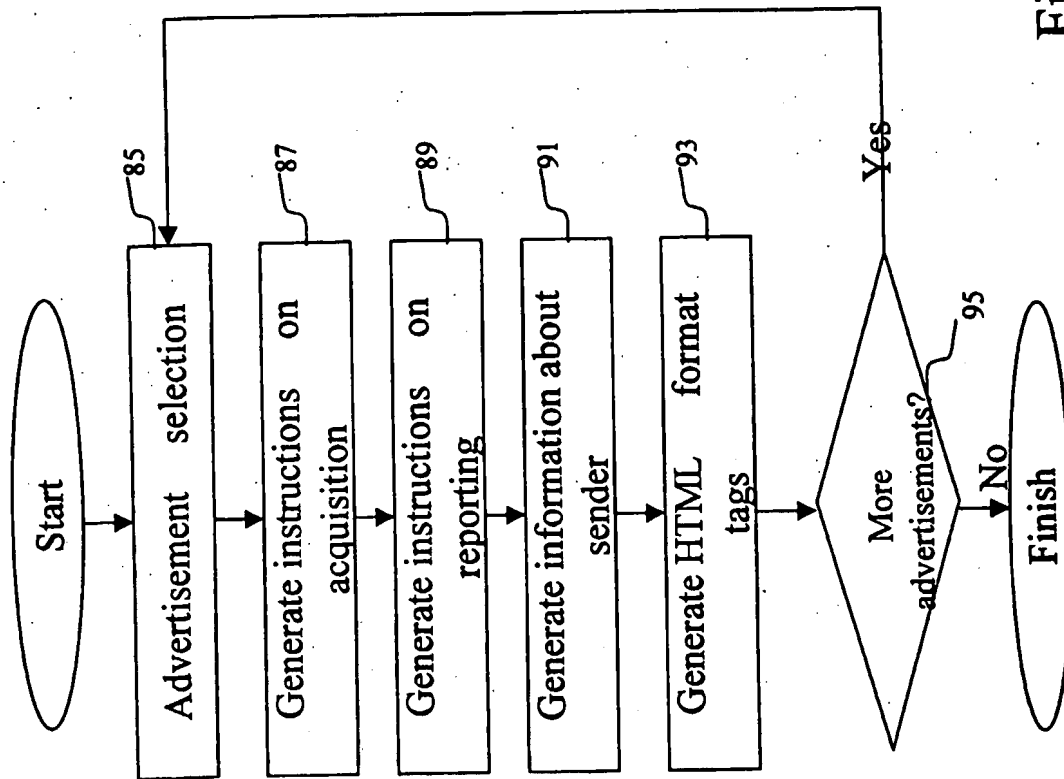 Start
Advertisement selection
85
Generate instructions on
acquisition
87
Generate instructions on
reporting
89
Generate information about
sender
91
Generate HTML format
tags
93
More
advertisements?
95
Yes
No
Finish